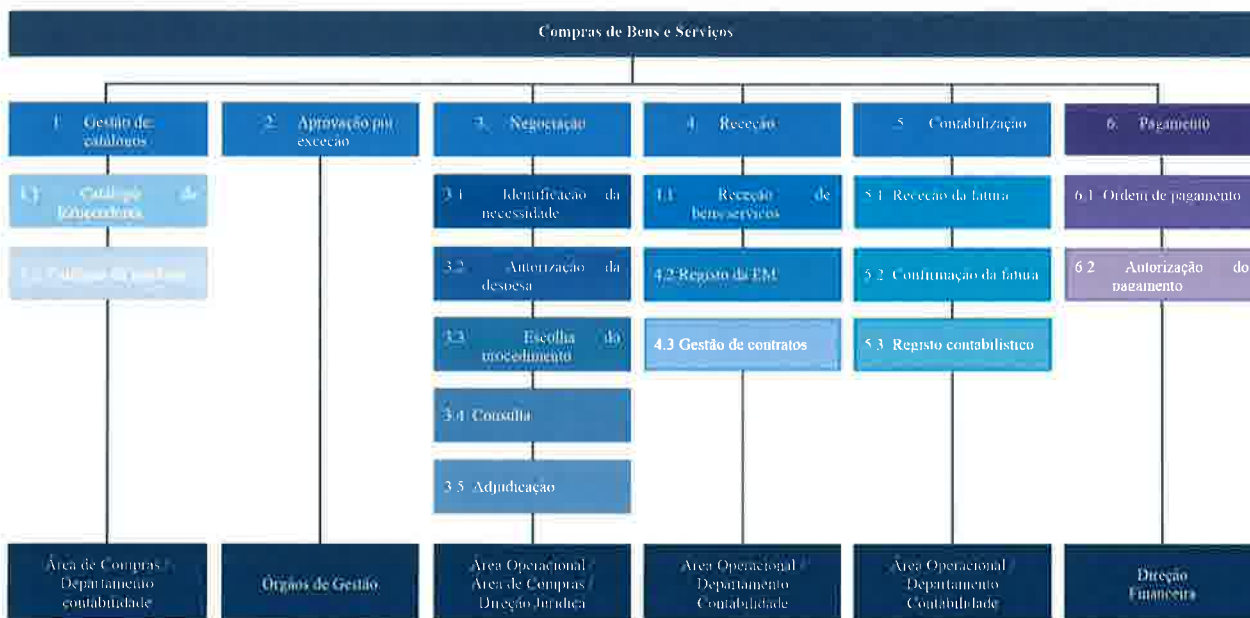 Compras de Bens e Serviços
1. Gestão de
catálogos
2. Aprovação por
exceção
3. Negociação
4. Receção
5. Contabilização
6. Pagamento
1.1 Catálogo de
fornecedores
3.1 Identificação da
necessidade
4.1 Receção de
bens/serviços
5.1 Receção da fatura
6.1 Ordem de pagamento
3.2 Autorização da
despesa
4.2 Registo da EM
5.2 Confirmação da fatura
6.2 Autorização do
pagamento
3.3 Escolha do
procedimento
4.3 Gestão de contratos
5.3 Registo contabilístico
3.4 Consulta
3.5 Adjudicação
Área de Compras /
Departamento
contabilidade
Órgãos de Gestão
Área Operacional /
Área de Compras /
Direção Jurídica
Área Operacional /
Departamento
Contabilidade
Área Operacional /
Departamento
Contabilidade
Direção
Financeira